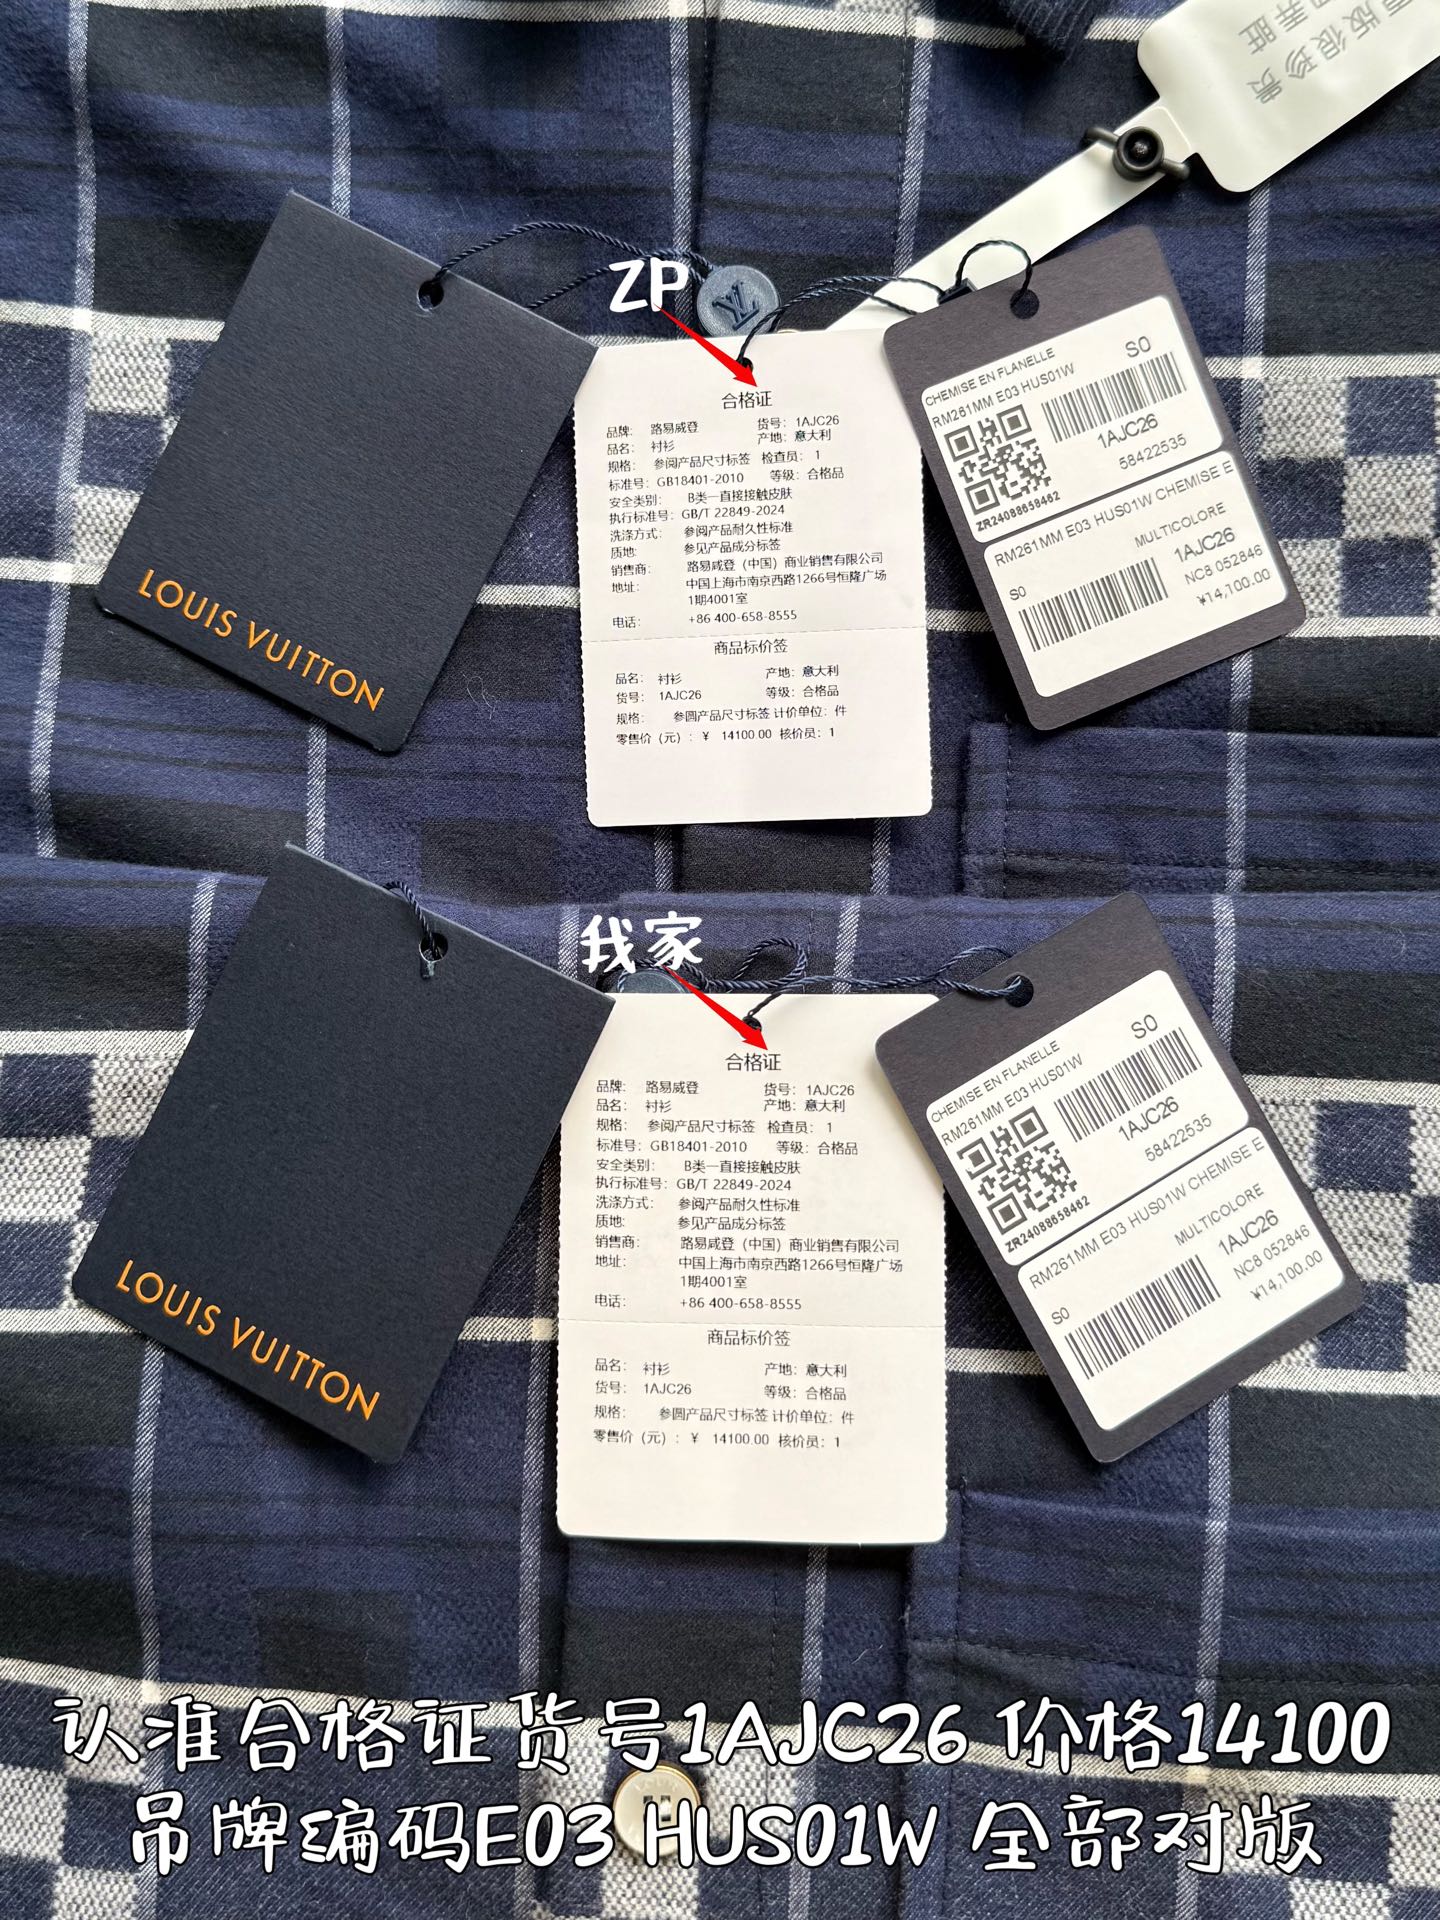 原版很珍贵
弄脏
ZP
LOUIS VUITTON
合格证
品牌: 路易威登 货号: 1AJC26
品名: 衬衫 产地: 意大利
规格: 参阅产品尺寸标签 检查员: 1
标准号: GB18401-2010 等级: 合格品
安全类别: B类一直接接触皮肤
执行标准号: GB/T 22849-2024
洗涤方式: 参阅产品耐久性标准
质地: 参见产品成分标签
销售商: 路易威登（中国）商业销售有限公司
地址: 中国上海市南京西路1266号恒隆广场
1期4001室
电话: +86 400-658-8555
商品标价签
品名: 衬衫 产地: 意大利
货号: 1AJC26 等级: 合格品
规格: 参圆产品尺寸标签 计价单位: 件
零售价（元）: ¥ 14100.00 核价员: 1
S0
CHEMISE EN FLANELLE
RM261MM E03 HUS01W
1AJC26
58422535
ZR24088658462
RM261MM E03 HUS01W CHEMISE E
MULTICOLORE
S0
1AJC26
NC8 052846
¥14,100.00
我家
LOUIS VUITTON
合格证
品牌: 路易威登 货号: 1AJC26
品名: 衬衫 产地: 意大利
规格: 参阅产品尺寸标签 检查员: 1
标准号: GB18401-2010 等级: 合格品
安全类别: B类一直接接触皮肤
执行标准号: GB/T 22849-2024
洗涤方式: 参阅产品耐久性标准
质地: 参见产品成分标签
销售商: 路易威登（中国）商业销售有限公司
地址: 中国上海市南京西路1266号恒隆广场
1期4001室
电话: +86 400-658-8555
商品标价签
品名: 衬衫 产地: 意大利
货号: 1AJC26 等级: 合格品
规格: 参圆产品尺寸标签 计价单位: 件
零售价（元）: ¥ 14100.00 核价员: 1
S0
CHEMISE EN FLANELLE
RM261MM E03 HUS01W
1AJC26
58422535
ZR24088658462
RM261MM E03 HUS01W CHEMISE E
MULTICOLORE
S0
1AJC26
NC8 052846
¥14,100.00
认准合格证货号1AJC26 价格14100
吊牌编码E03 HUS01W 全部对版